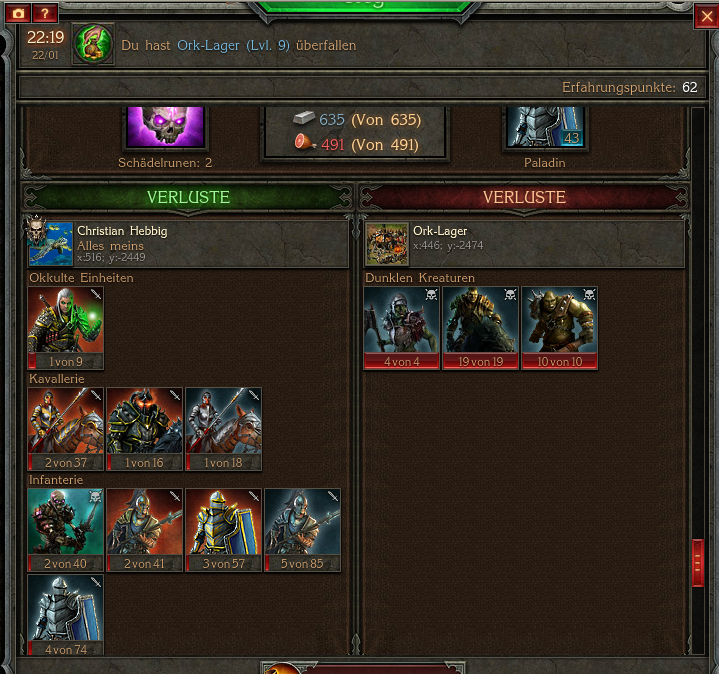 ?
22:19
22/01
Du hast Ork-Lager (Lvl. 9) überfallen
Erfahrungspunkte: 62
635 (Von 635)
491 (Von 491)
43
Schädelrunen: 2
Paladin
VERLUSTE
VERLUSTE
Christian Hebbig
Alles meins
x:516; y:-2449
Ork-Lager
x:446; y:-2474
Okkulte Einheiten
Dunklen Kreaturen
1 von 9
4 von 4
19 von 19
10 von 10
Kavallerie
2 von 37
1 von 16
1 von 18
Infanterie
2 von 40
2 von 41
3 von 57
5 von 85
4 von 74